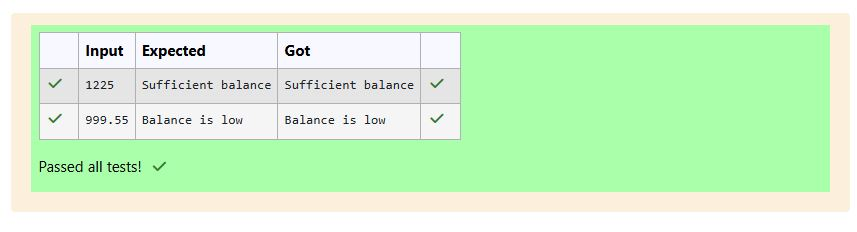 Input Expected Got
1225 Sufficient balance Sufficient balance
999.55 Balance is low Balance is low
Passed all tests!